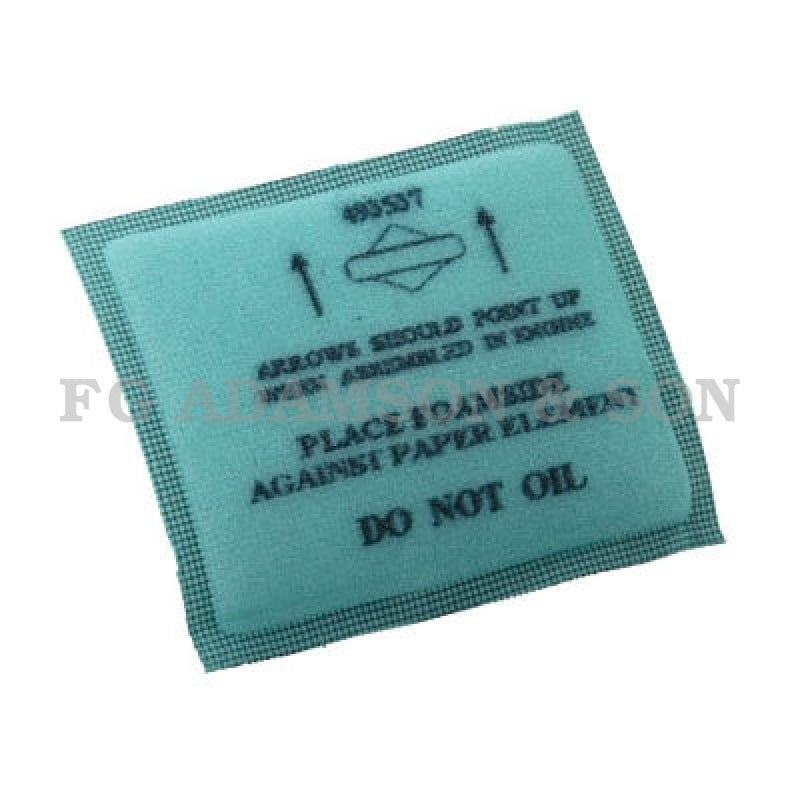 493537
ARROWS SHOULD POINT UP
WHEN ASSEMBLED IN ENGINE
FG ADAMSON & SON
PLACE FOAM SIDE
AGAINST PAPER ELEMENT
DO NOT OIL